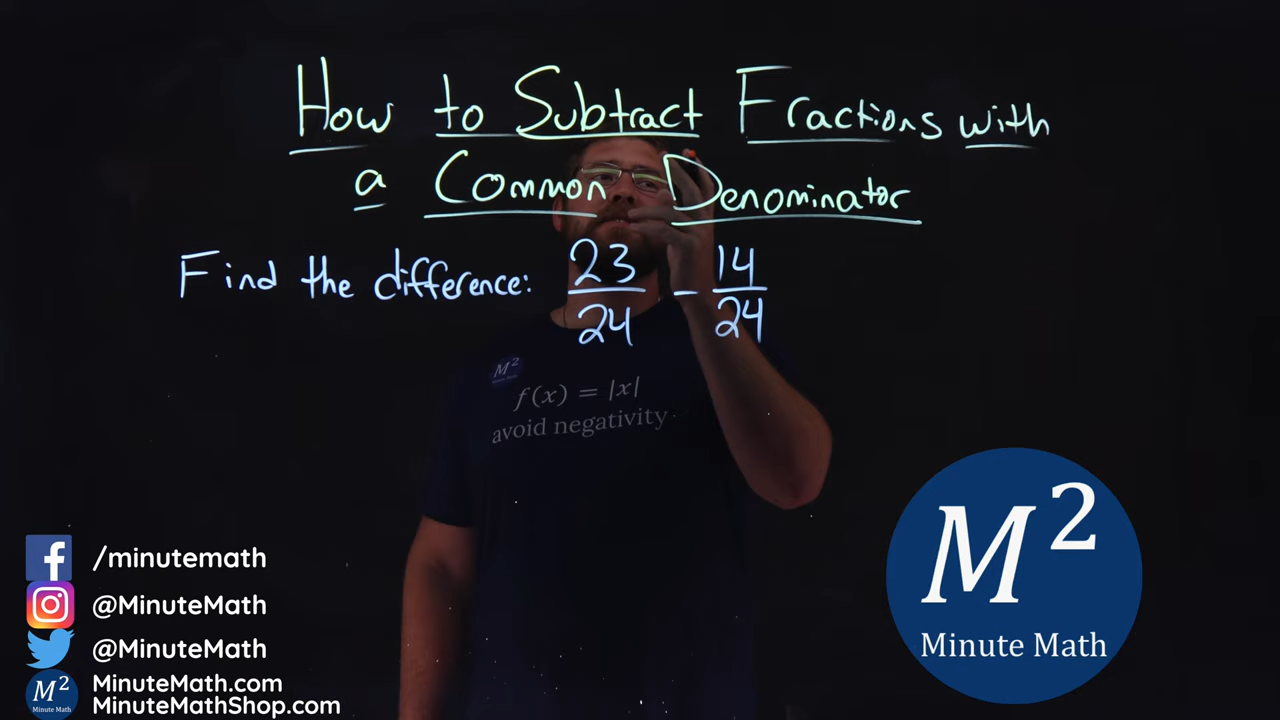 How to Subtract Fractions with
a Common Denominator
Find the difference: 23/24 - 14/24
M²
Minute Math
f(x) = |x|
avoid negativity
/minutemath
@MinuteMath
@MinuteMath
M²
MinuteMath.com
MinuteMathShop.com
M²
Minute Math